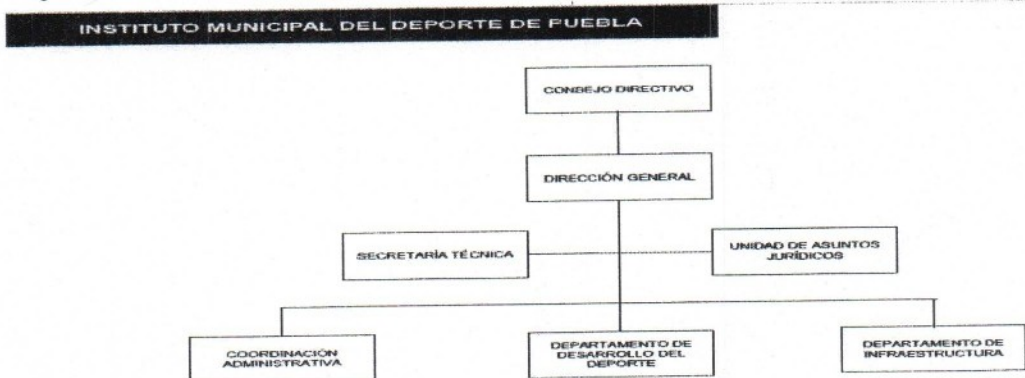 INSTITUTO MUNICIPAL DEL DEPORTE DE PUEBLA
CONSEJO DIRECTIVO
DIRECCIÓN GENERAL
SECRETARÍA TÉCNICA
UNIDAD DE ASUNTOS
JURÍDICOS
COORDINACIÓN
ADMINISTRATIVA
DEPARTAMENTO DE
DESARROLLO DEL
DEPORTE
DEPARTAMENTO DE
INFRAESTRUCTURA